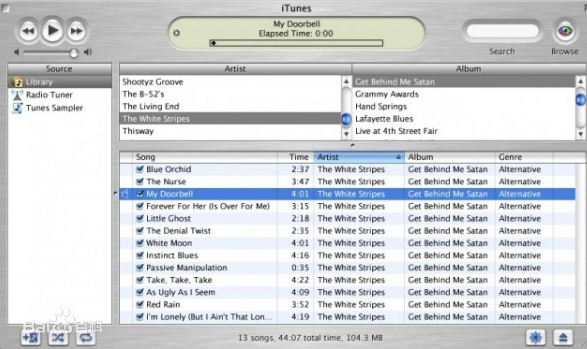 iTunes
My Doorbell
Elapsed Time: 0:00
Search
Browse
Source
Library
Radio Tuner
Tunes Sampler
Artist
Album
Shootyz Groove
The B-52's
The Living End
The White Stripes
Thisway
Get Behind Me Satan
Grammy Awards
Hand Springs
Lafayette Blues
Live at 4th Street Fair
Song Time Artist Album Genre
Blue Orchid 2:37 The White Stripes Get Behind Me Satan Alternative
The Nurse 3:47 The White Stripes Get Behind Me Satan Alternative
My Doorbell 4:01 The White Stripes Get Behind Me Satan Alternative
Forever For Her (Is Over For Me) 3:15 The White Stripes Get Behind Me Satan Alternative
Little Ghost 2:18 The White Stripes Get Behind Me Satan Alternative
The Denial Twist 2:35 The White Stripes Get Behind Me Satan Alternative
White Moon 4:01 The White Stripes Get Behind Me Satan Alternative
Instinct Blues 4:16 The White Stripes Get Behind Me Satan Alternative
Passive Manipulation 0:35 The White Stripes Get Behind Me Satan Alternative
Take, Take, Take 4:22 The White Stripes Get Behind Me Satan Alternative
As Ugly As I Seem 4:09 The White Stripes Get Behind Me Satan Alternative
Red Rain 3:52 The White Stripes Get Behind Me Satan Alternative
I'm Lonely (But I Ain't That Lon... 4:19 The White Stripes Get Behind Me Satan Alternative
Baidu百科
13 songs, 44:07 total time, 104.3 MB